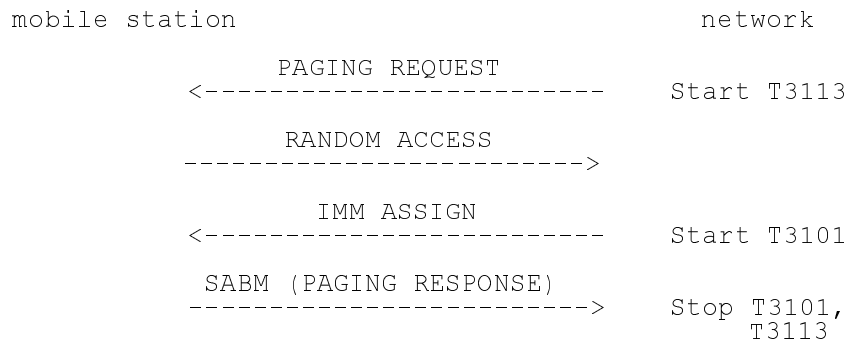 mobile station network
PAGING REQUEST
<------------------------- Start T3113
RANDOM ACCESS
------------------------->
IMM ASSIGN
<------------------------- Start T3101
SABM (PAGING RESPONSE)
-------------------------> Stop T3101,
T3113